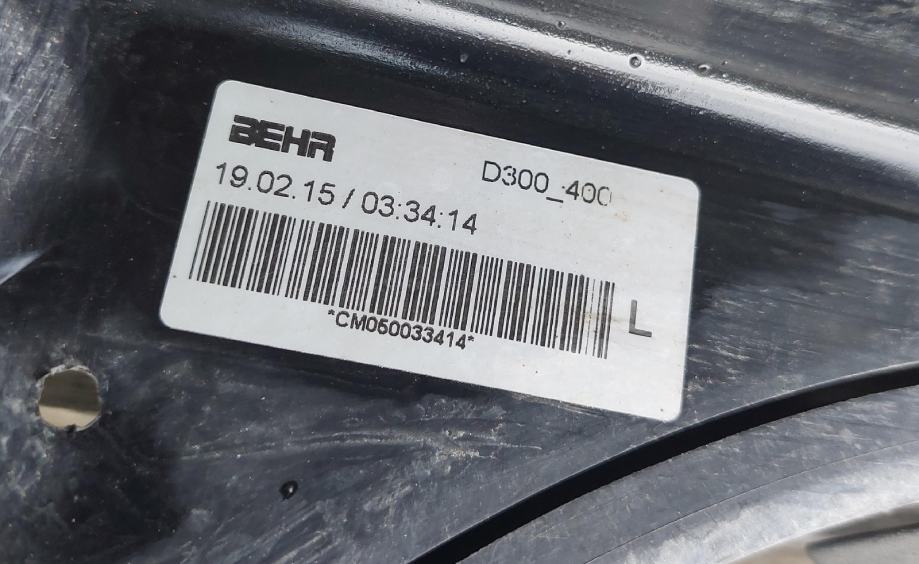 BEHR
D300_400
19.02.15 / 03:34:14
L
*CM050033414*